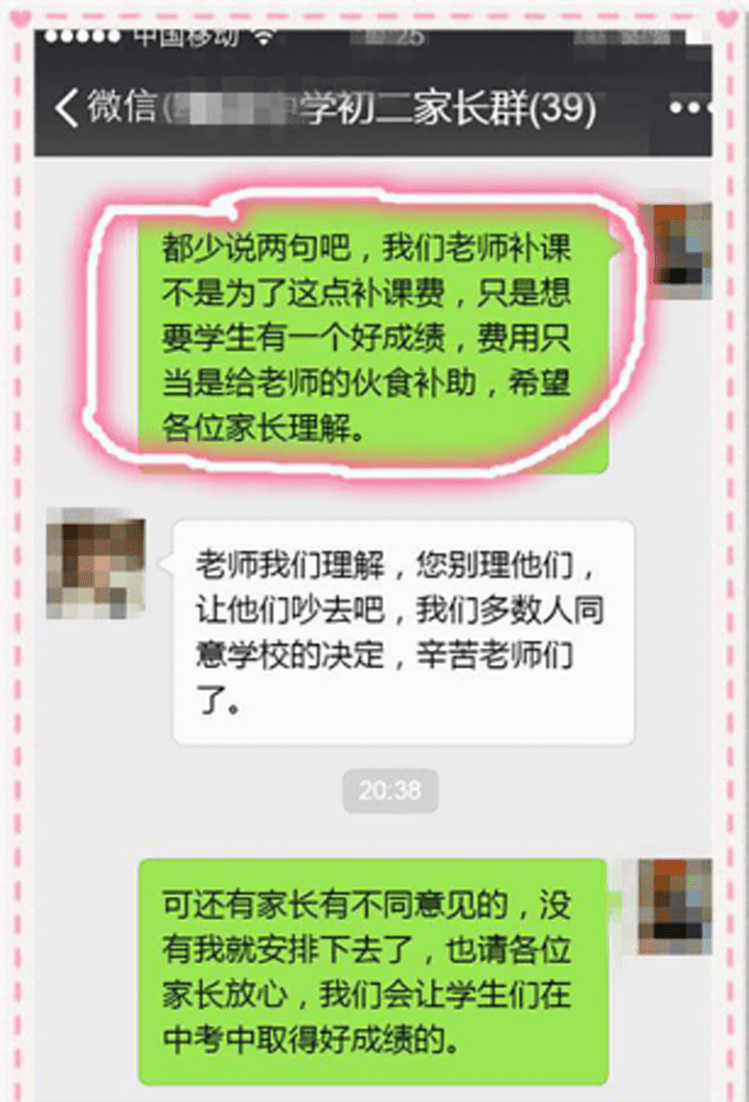 中国移动
微信
学初二家长群(39)
都少说两句吧，我们老师补课
不是为了这点补课费，只是想
要学生有一个好成绩，费用只
当是给老师的伙食补助，希望
各位家长理解。
老师我们理解，您别理他们，
让他们吵去吧，我们多数人同
意学校的决定，辛苦老师们
了。
20:38
可还有家长有不同意见的，没
有我就安排下去了，也请各位
家长放心，我们会让学生们在
中考中取得好成绩的。